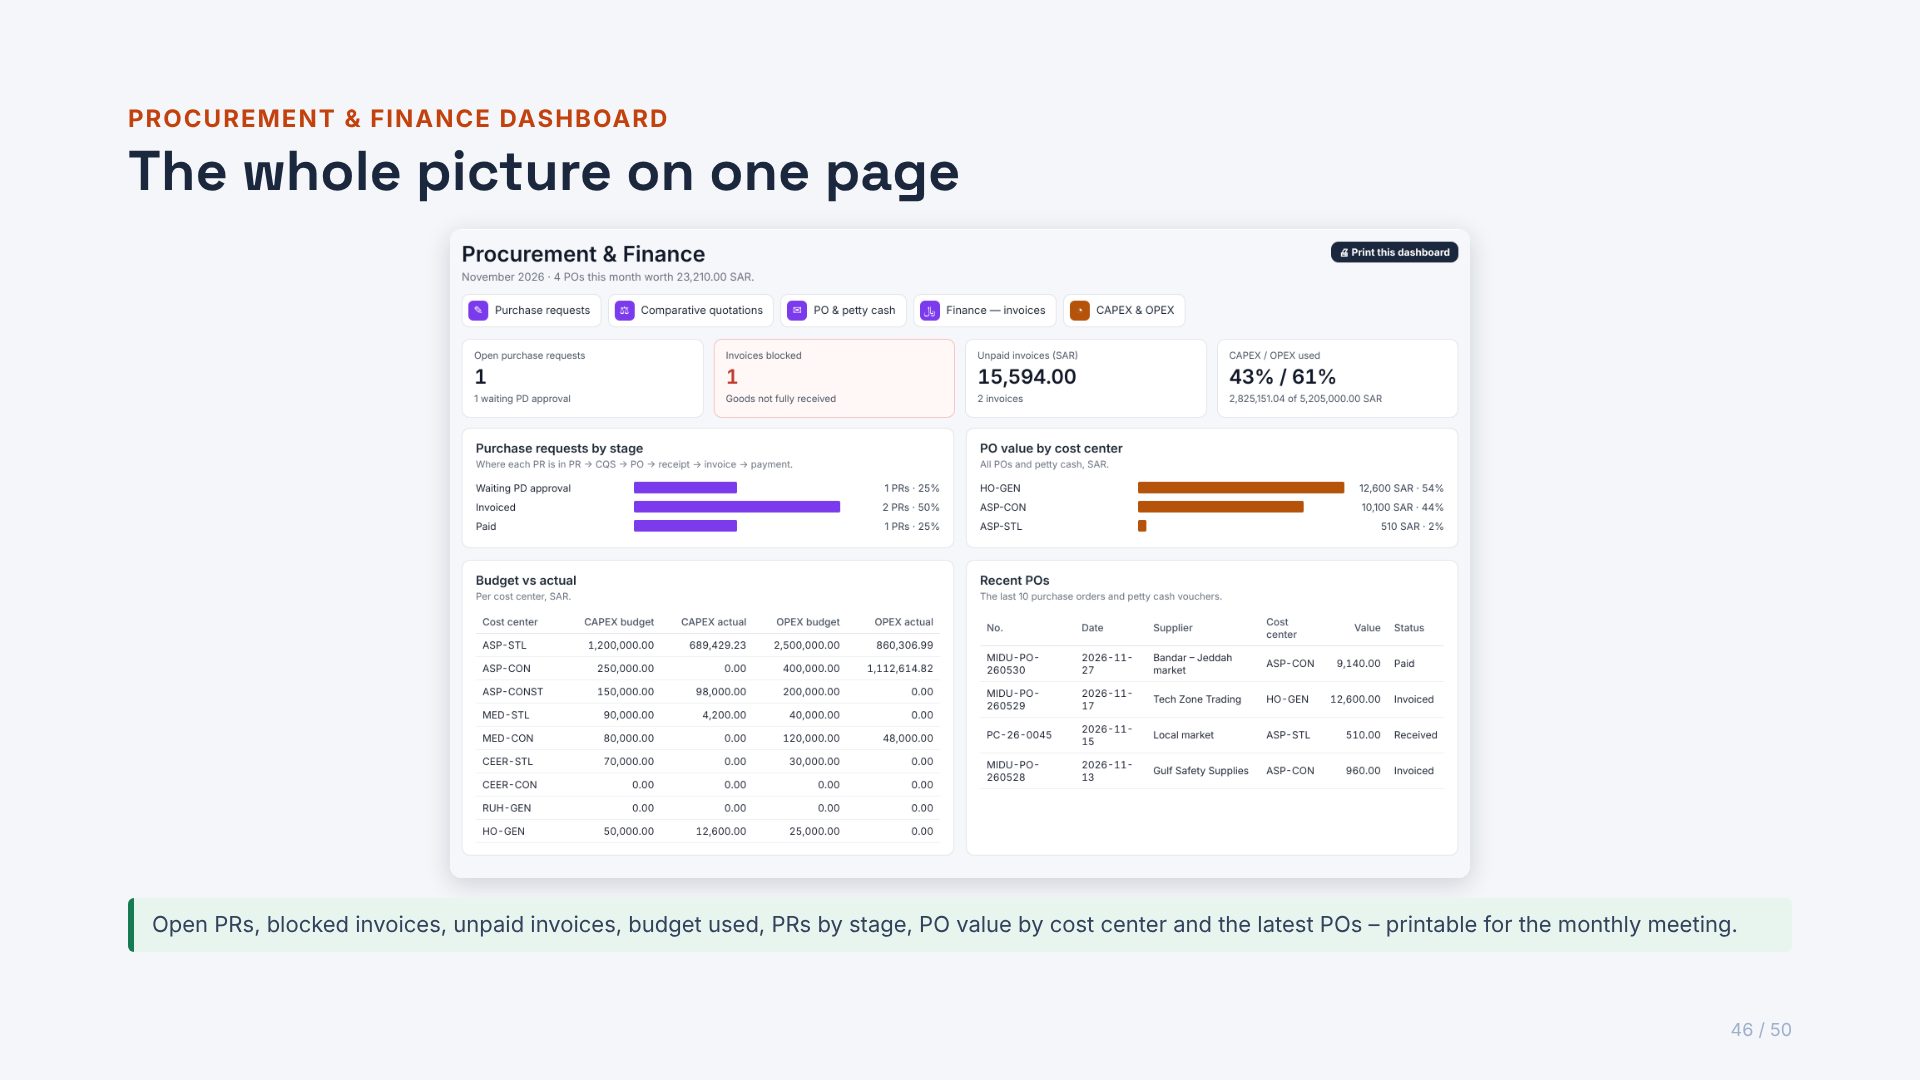 PROCUREMENT & FINANCE DASHBOARD
The whole picture on one page
Procurement & Finance
Print this dashboard
November 2026 · 4 POs this month worth 23,210.00 SAR.
Purchase requests
Comparative quotations
PO & petty cash
Finance — invoices
CAPEX & OPEX
Open purchase requests
1
1 waiting PD approval
Invoices blocked
1
Goods not fully received
Unpaid invoices (SAR)
15,594.00
2 invoices
CAPEX / OPEX used
43% / 61%
2,825,151.04 of 5,205,000.00 SAR
Purchase requests by stage
Where each PR is in PR → CQS → PO → receipt → invoice → payment.
Waiting PD approval 1 PRs · 25%
Invoiced 2 PRs · 50%
Paid 1 PRs · 25%
PO value by cost center
All POs and petty cash, SAR.
HO-GEN 12,600 SAR · 54%
ASP-CON 10,100 SAR · 44%
ASP-STL 510 SAR · 2%
Budget vs actual
Per cost center, SAR.
Cost center CAPEX budget CAPEX actual OPEX budget OPEX actual
ASP-STL 1,200,000.00 689,429.23 2,500,000.00 860,306.99
ASP-CON 250,000.00 0.00 400,000.00 1,112,614.82
ASP-CONST 150,000.00 98,000.00 200,000.00 0.00
MED-STL 90,000.00 4,200.00 40,000.00 0.00
MED-CON 80,000.00 0.00 120,000.00 48,000.00
CEER-STL 70,000.00 0.00 30,000.00 0.00
CEER-CON 0.00 0.00 0.00 0.00
RUH-GEN 0.00 0.00 0.00 0.00
HO-GEN 50,000.00 12,600.00 25,000.00 0.00
Recent POs
The last 10 purchase orders and petty cash vouchers.
No. Date Supplier Cost center Value Status
MIDU-PO-260530 2026-11-27 Bandar – Jeddah market ASP-CON 9,140.00 Paid
MIDU-PO-260529 2026-11-17 Tech Zone Trading HO-GEN 12,600.00 Invoiced
PC-26-0045 2026-11-15 Local market ASP-STL 510.00 Received
MIDU-PO-260528 2026-11-13 Gulf Safety Supplies ASP-CON 960.00 Invoiced
Open PRs, blocked invoices, unpaid invoices, budget used, PRs by stage, PO value by cost center and the latest POs – printable for the monthly meeting.
46 / 50